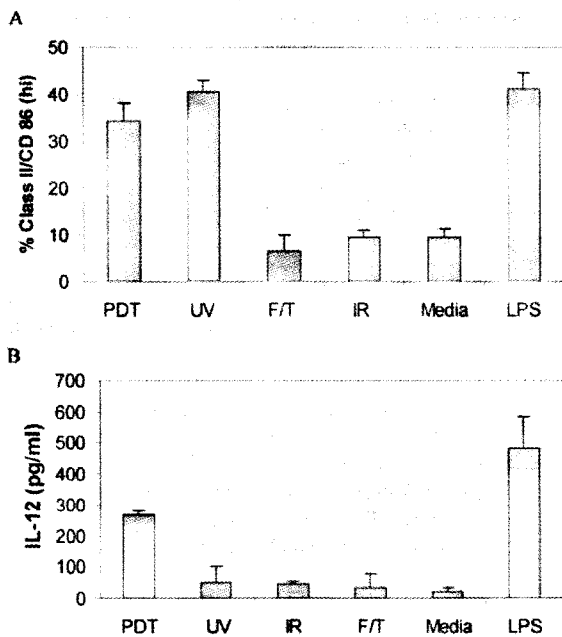 A
% Class II/CD 86 (hi)
50
40
30
20
10
0
PDT UV F/T IR Media LPS
B
IL-12 (pg/ml)
700
600
500
400
300
200
100
0
PDT UV IR F/T Media LPS